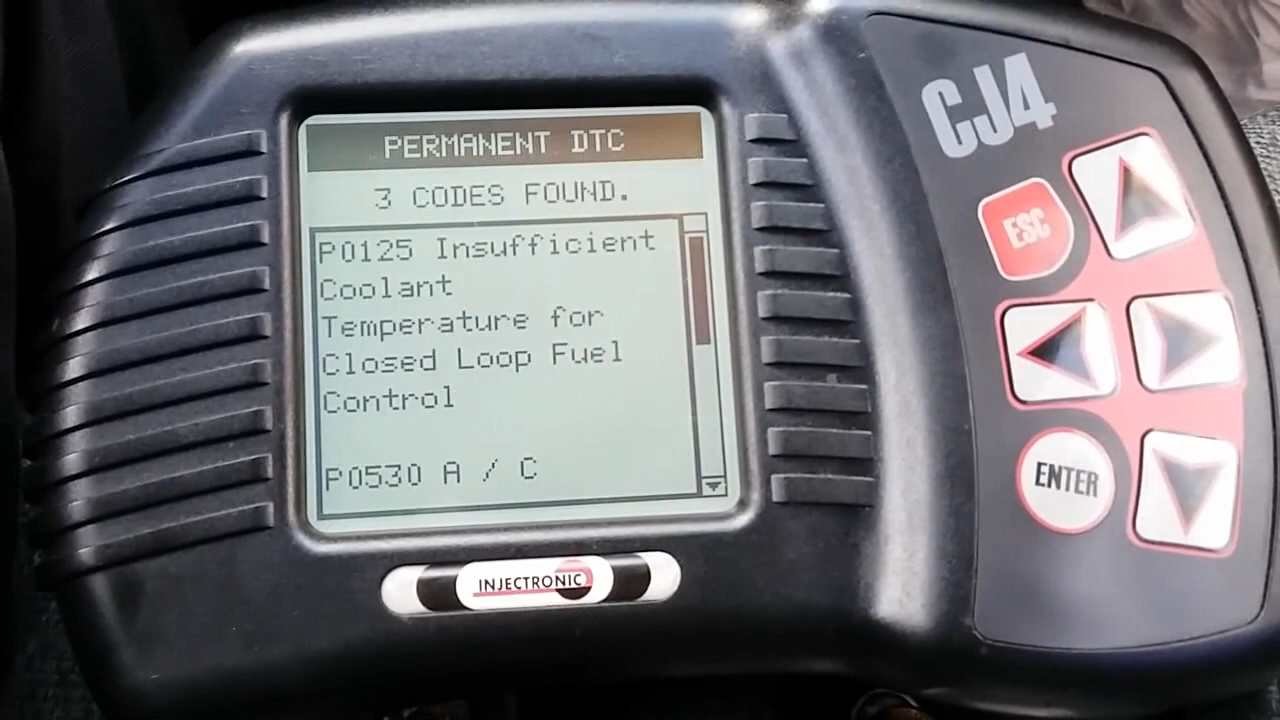 CJ4
PERMANENT DTC
3 CODES FOUND.
P0125 Insufficient
Coolant
Temperature for
Closed Loop Fuel
Control
P0530 A / C
ESC
ENTER
INJECTRONIC